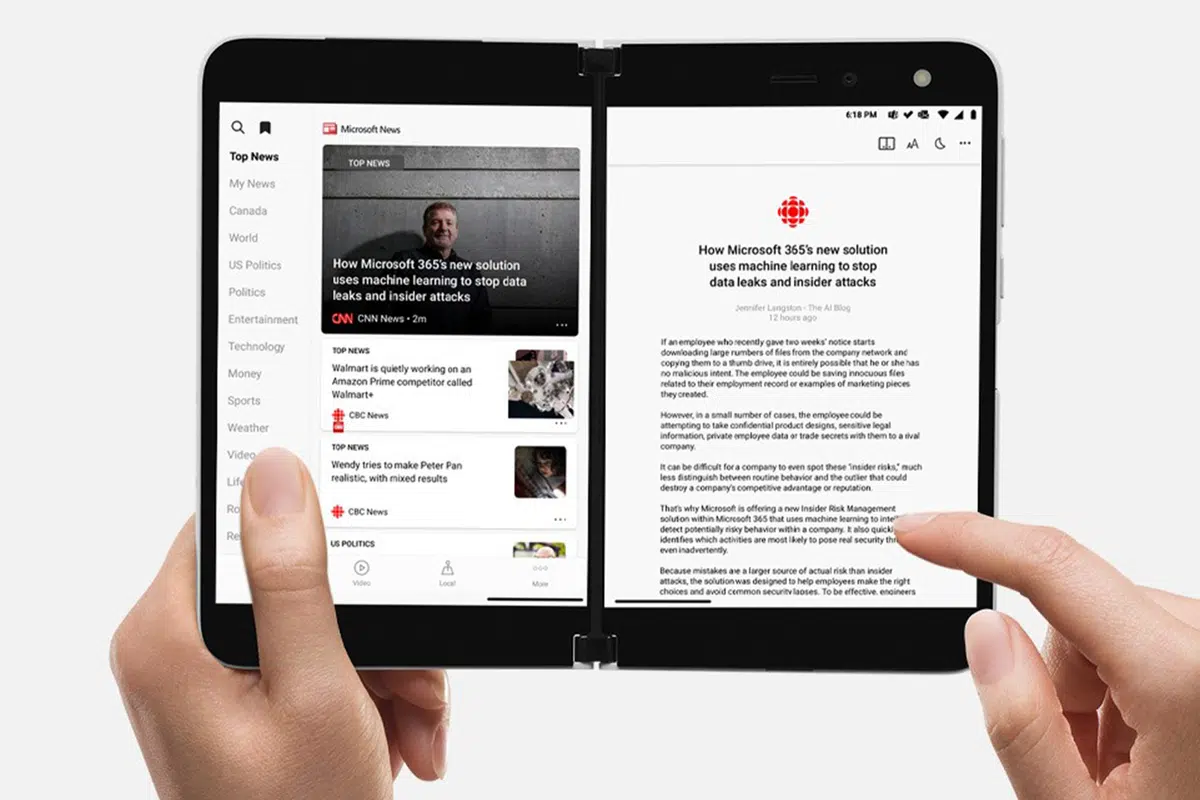 Top News
My News
Canada
World
US Politics
Politics
Entertainment
Technology
Money
Sports
Weather
Video
Microsoft News
TOP NEWS
How Microsoft 365's new solution
uses machine learning to stop data
leaks and insider attacks
CNN CNN News • 2m
TOP NEWS
Walmart is quietly working on an
Amazon Prime competitor called
Walmart+
CBC News
TOP NEWS
Wendy tries to make Peter Pan
realistic, with mixed results
CBC News
US POLITICS
Video
Local
More
6:18 PM
AA
How Microsoft 365's new solution
uses machine learning to stop
data leaks and insider attacks
Jennifer Langston - The AI Blog
12 hours ago
If an employee who recently gave two weeks' notice starts
downloading large numbers of files from the company network and
copying them to a thumb drive, it is entirely possible that he or she has
no malicious intent. The employee could be saving innocuous files
related to their employment record or examples of marketing pieces
they created.
However, in a small number of cases, the employee could be
attempting to take confidential product designs, sensitive legal
information, private employee data or trade secrets with them to a rival
company.
It can be difficult for a company to even spot these "insider risks," much
less distinguish between routine behavior and the outlier that could
destroy a company's competitive advantage or reputation.
That's why Microsoft is offering a new Insider Risk Management
solution within Microsoft 365 that uses machine learning to
detect potentially risky behavior within a company. It also
identifies which activities are most likely to pose real security
even inadvertently.
Because mistakes are a larger source of actual risk than insider
attacks, the solution was designed to help employees make the right
choices and avoid common security lapses. To be effective, engineers